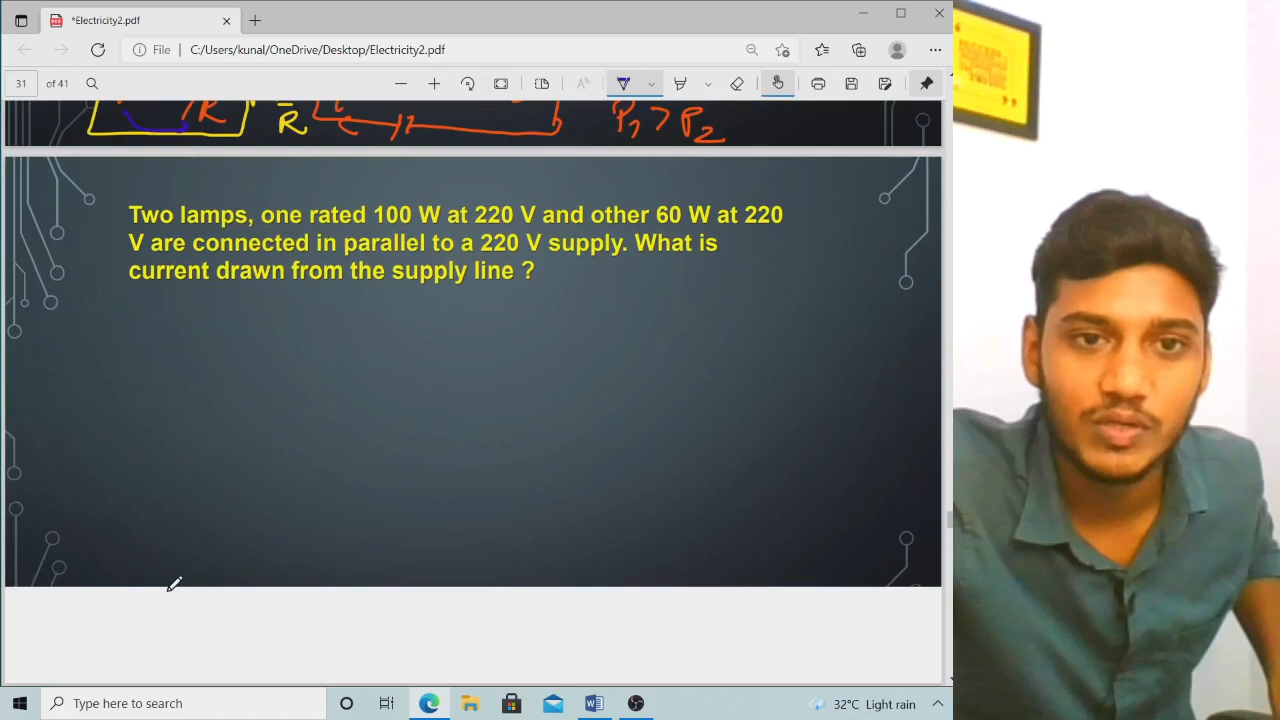 *Electricity2.pdf
File
C:/Users/kunal/OneDrive/Desktop/Electricity2.pdf
31 of 41
R
R
P1 > P2
Two lamps, one rated 100 W at 220 V and other 60 W at 220
V are connected in parallel to a 220 V supply. What is
current drawn from the supply line ?
Type here to search
32°C Light rain